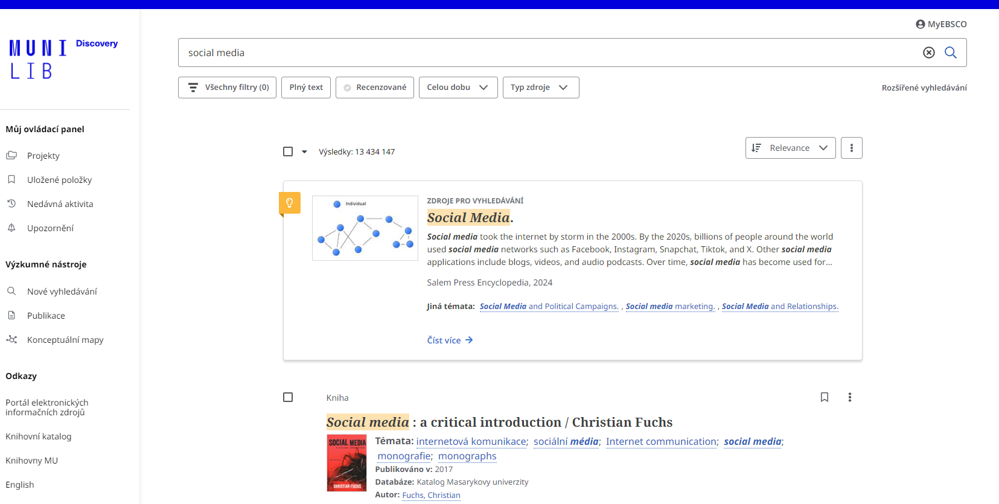 MUNI Discovery
LIB
Můj ovládací panel
Projekty
Uložené položky
Nedávná aktivita
Upozornění
Výzkumné nástroje
Nové vyhledávání
Publikace
Konceptuální mapy
Odkazy
Portál elektronických
informačních zdrojů
Knihovní katalog
Knihovny MU
English
MyEBSCO
social media
Všechny filtry (0) Plný text Recenzované Celou dobu Typ zdroje Rozšířené vyhledávání
Výsledky: 13 434 147 Relevance
Individual
ZDROJE PRO VYHLEDÁVÁNÍ
Social Media.
Social media took the internet by storm in the 2000s. By the 2020s, billions of people around the world
used social media networks such as Facebook, Instagram, Snapchat, Tiktok, and X. Other social media
applications include blogs, videos, and audio podcasts. Over time, social media has become used for...
Salem Press Encyclopedia, 2024
Jiná témata: Social Media and Political Campaigns. , Social media marketing. , Social Media and Relationships.
Číst více
Kniha
Social media : a critical introduction / Christian Fuchs
SOCIAL MEDIA
CHRISTIAN FUCHS
Témata: internetová komunikace; sociální média; Internet communication; social media;
monografie; monographs
Publikováno v: 2017
Databáze: Katalog Masarykovy univerzity
Autor: Fuchs, Christian